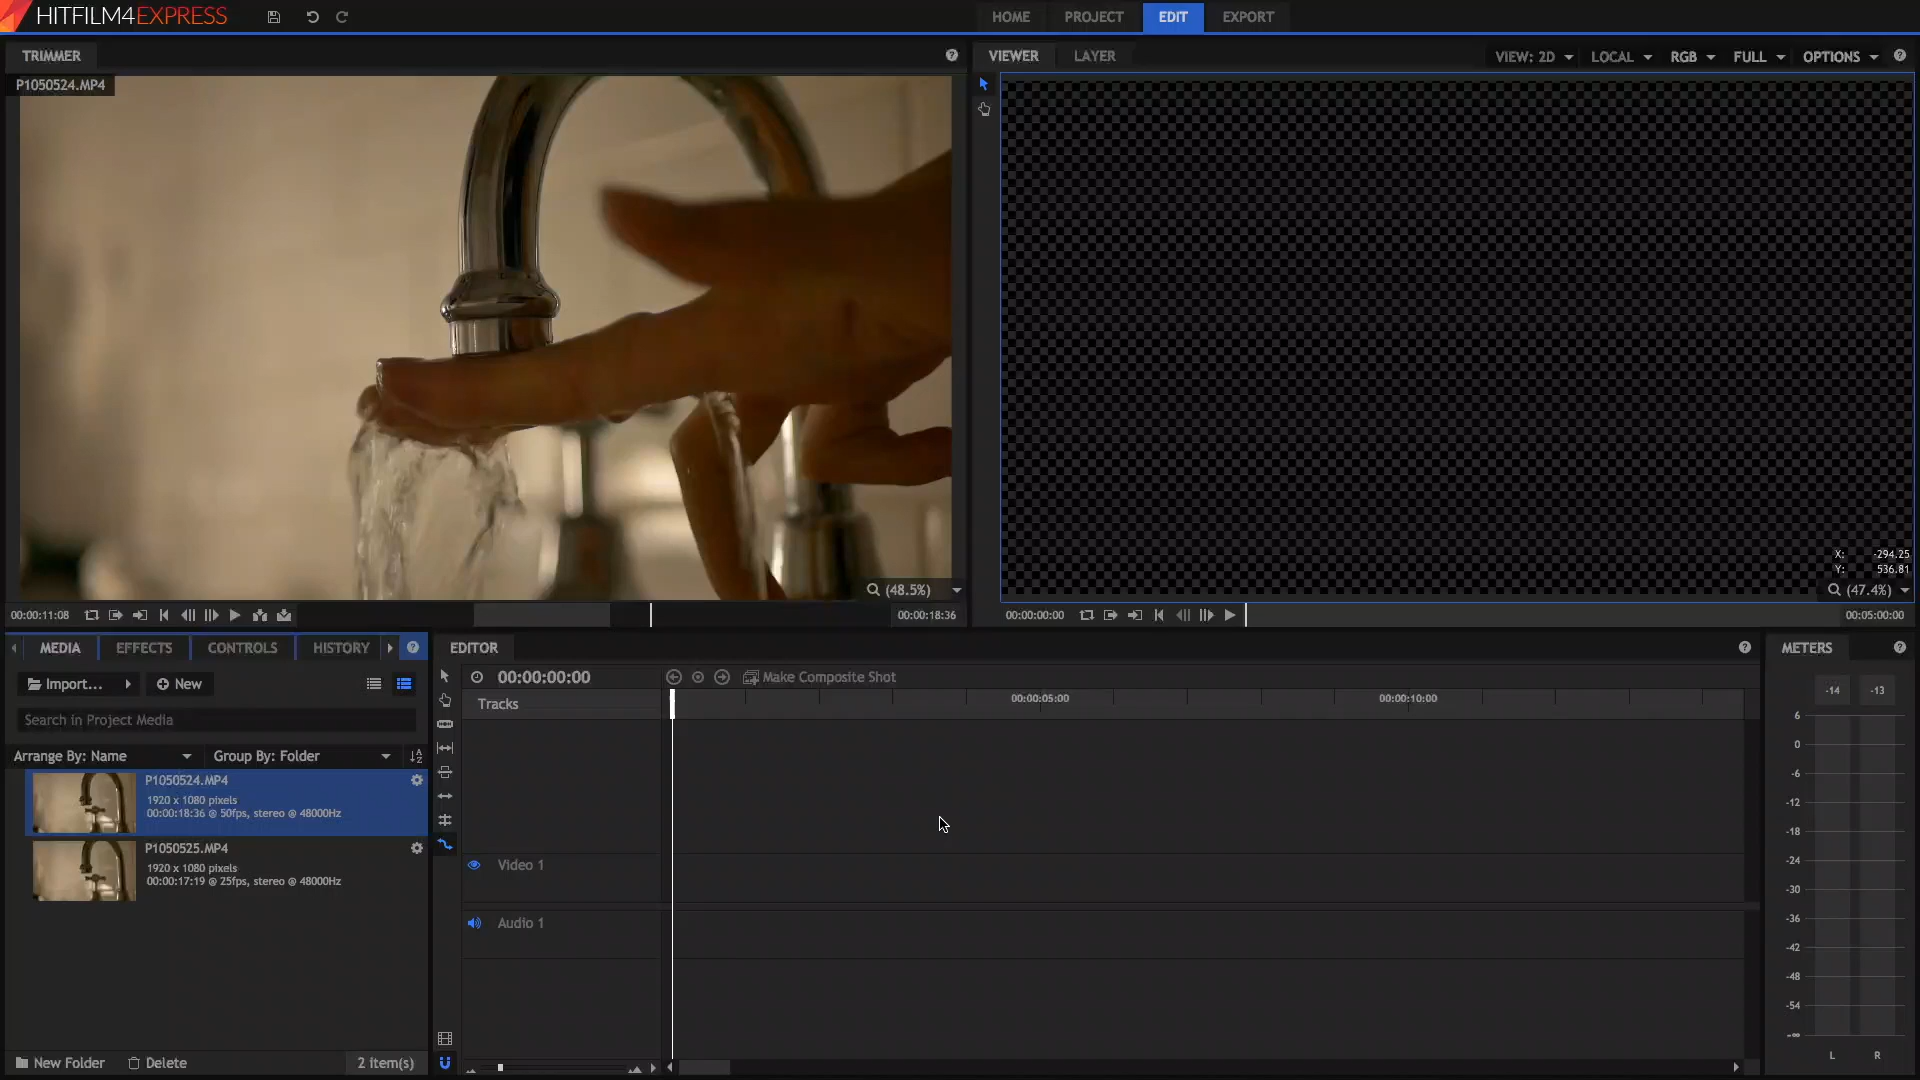 HITFILM4EXPRESS
HOME PROJECT EDIT EXPORT
TRIMMER
P1050524.MP4
VIEWER LAYER
VIEW: 2D LOCAL RGB FULL OPTIONS
X: -294.25
Y: 536.81
(48.5%)
(47.4%)
00:00:11:08
00:00:18:36
00:00:00:00
00:05:00:00
MEDIA EFFECTS CONTROLS HISTORY
Import... New
Search in Project Media
Arrange By: Name Group By: Folder
P1050524.MP4
1920 x 1080 pixels
00:00:18:36 @ 50fps, stereo @ 48000Hz
P1050525.MP4
1920 x 1080 pixels
00:00:17:19 @ 25fps, stereo @ 48000Hz
New Folder Delete 2 item(s)
EDITOR
00:00:00:00 Make Composite Shot
Tracks
00:00:05:00 00:00:10:00
Video 1
Audio 1
METERS
-14 -13
6
0
-6
-12
-18
-24
-30
-36
-42
-48
-54
-∞
L R